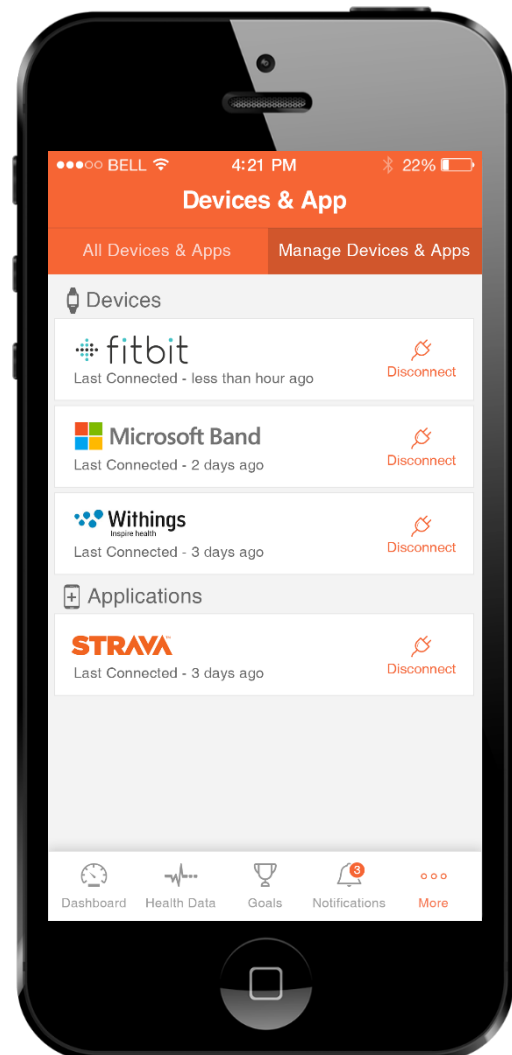 ●●●○○ BELL 4:21 PM 22%
Devices & App
All Devices & Apps Manage Devices & Apps
Devices
fitbit
Last Connected - less than hour ago
Disconnect
Microsoft Band
Last Connected - 2 days ago
Disconnect
Withings
Inspire health
Last Connected - 3 days ago
Disconnect
Applications
STRAVA
Last Connected - 3 days ago
Disconnect
3
Dashboard Health Data Goals Notifications More